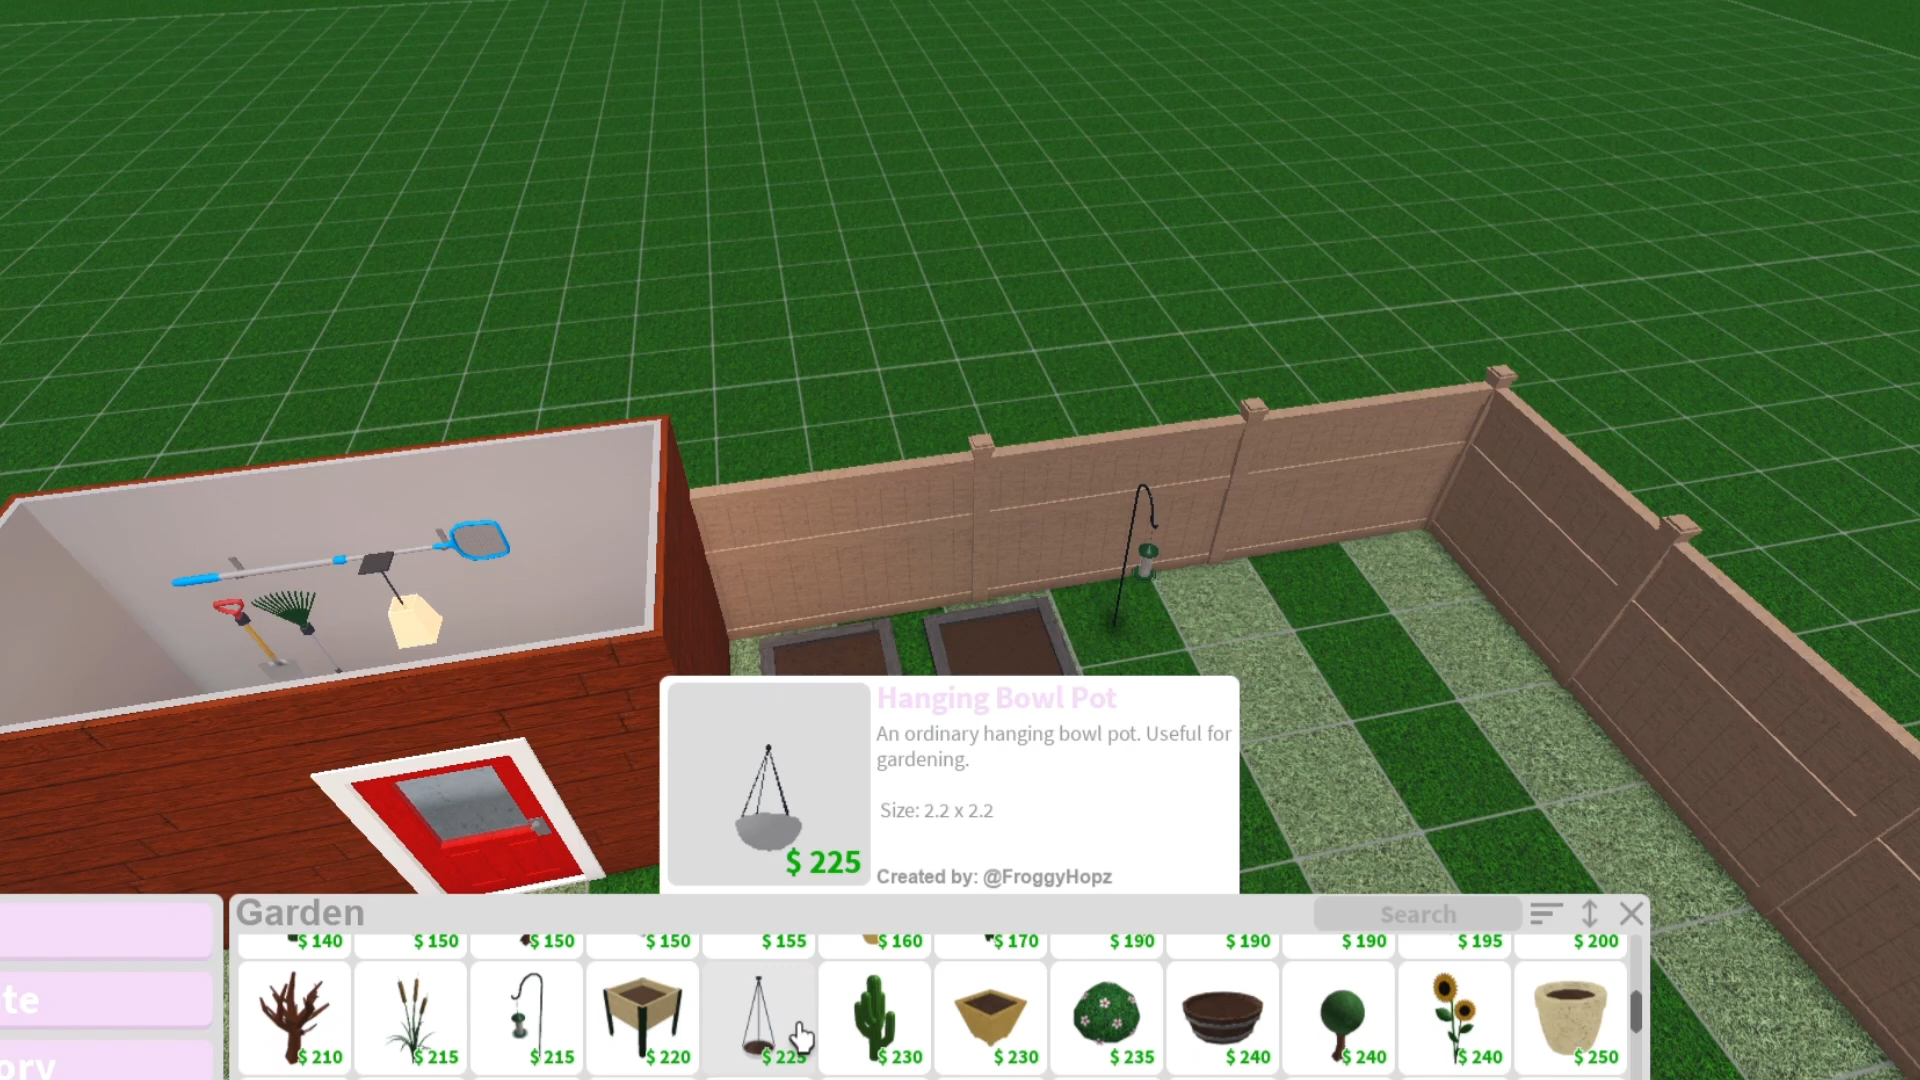 Hanging Bowl Pot
An ordinary hanging bowl pot. Useful for
gardening.
Size: 2.2 x 2.2
$ 225
Created by: @FroggyHopz
Garden
Search
$ 140 $ 150 $ 150 $ 150 $ 155 $ 160 $ 170 $ 190 $ 190 $ 190 $ 195 $ 200
te
$ 210 $ 215 $ 215 $ 220 $ 225 $ 230 $ 230 $ 235 $ 240 $ 240 $ 240 $ 250
ory